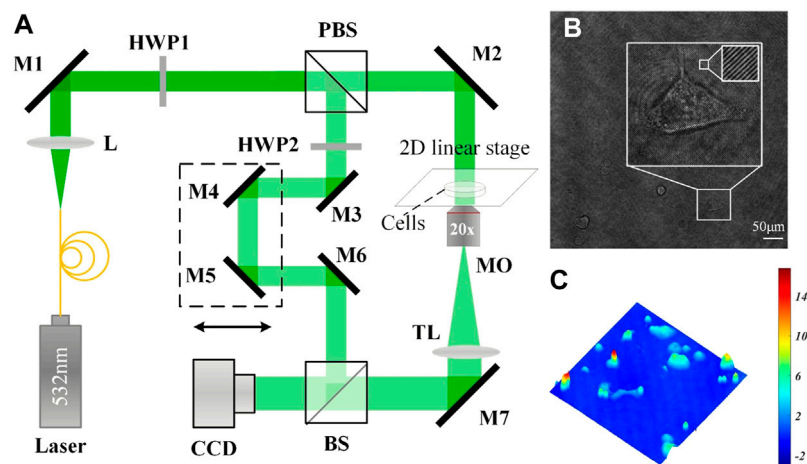 A
HWP1
PBS
M1
M2
L
HWP2
2D linear stage
M4
M3
Cells
20x
M6
MO
M5
TL
532nm
M7
Laser
CCD
BS
B
50μm
C
14
10
6
2
-2